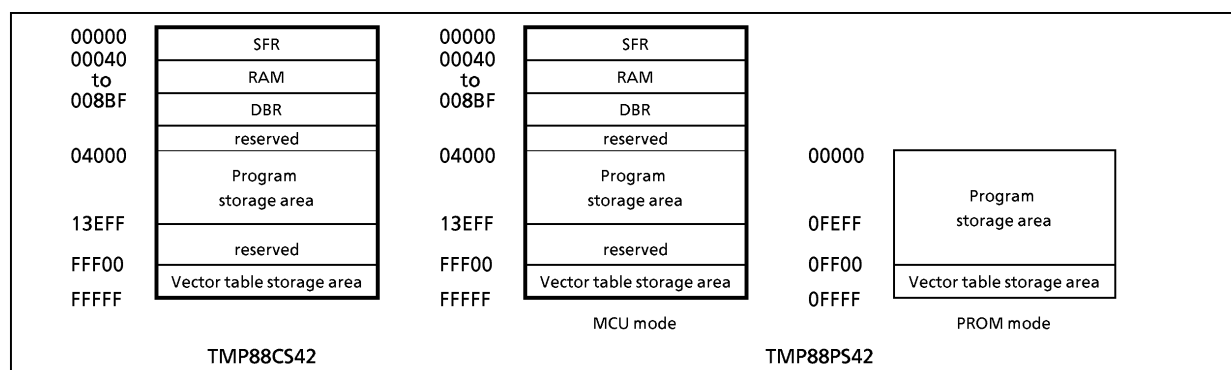 00000
00040
to
008BF
04000
13EFF
FFF00
FFFFF
SFR
RAM
DBR
reserved
Program
storage area
reserved
Vector table storage area
TMP88CS42
00000
00040
to
008BF
04000
13EFF
FFF00
FFFFF
SFR
RAM
DBR
reserved
Program
storage area
reserved
Vector table storage area
MCU mode
00000
0FEFF
0FF00
0FFFF
Program
storage area
Vector table storage area
PROM mode
TMP88PS42